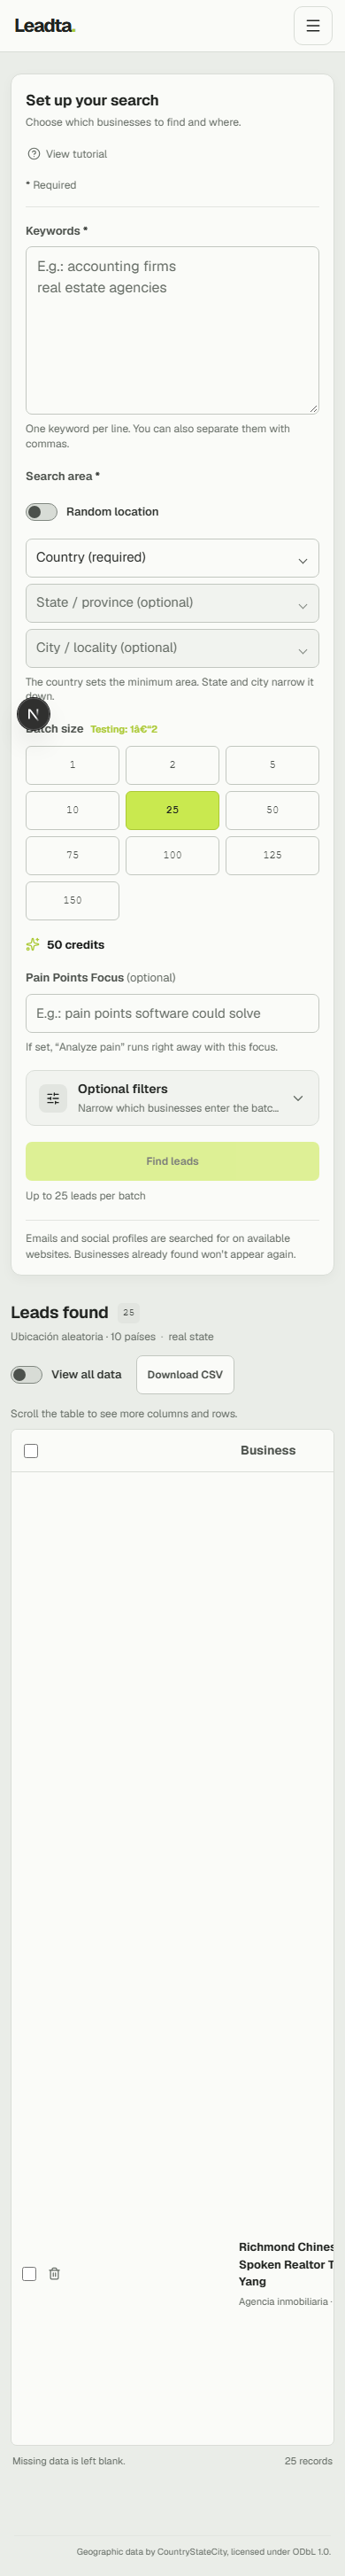 Leadta.
Set up your search
Choose which businesses to find and where.
View tutorial
* Required
Keywords *
E.g.: accounting firms
real estate agencies
One keyword per line. You can also separate them with
commas.
Search area *
Random location
Country (required)
State / province (optional)
City / locality (optional)
The country sets the minimum area. State and city narrow it
down.
N
Batch size Testing: 1â€“2
1 2 5
10 25 50
75 100 125
150
50 credits
Pain Points Focus (optional)
E.g.: pain points software could solve
If set, “Analyze pain” runs right away with this focus.
Optional filters
Narrow which businesses enter the batc...
Find leads
Up to 25 leads per batch
Emails and social profiles are searched for on available
websites. Businesses already found won't appear again.
Leads found 25
Ubicación aleatoria · 10 países · real state
View all data Download CSV
Scroll the table to see more columns and rows.
Business
Richmond Chines
Spoken Realtor T
Yang
Agencia inmobiliaria ·
Missing data is left blank. 25 records
Geographic data by CountryStateCity, licensed under ODbL 1.0.